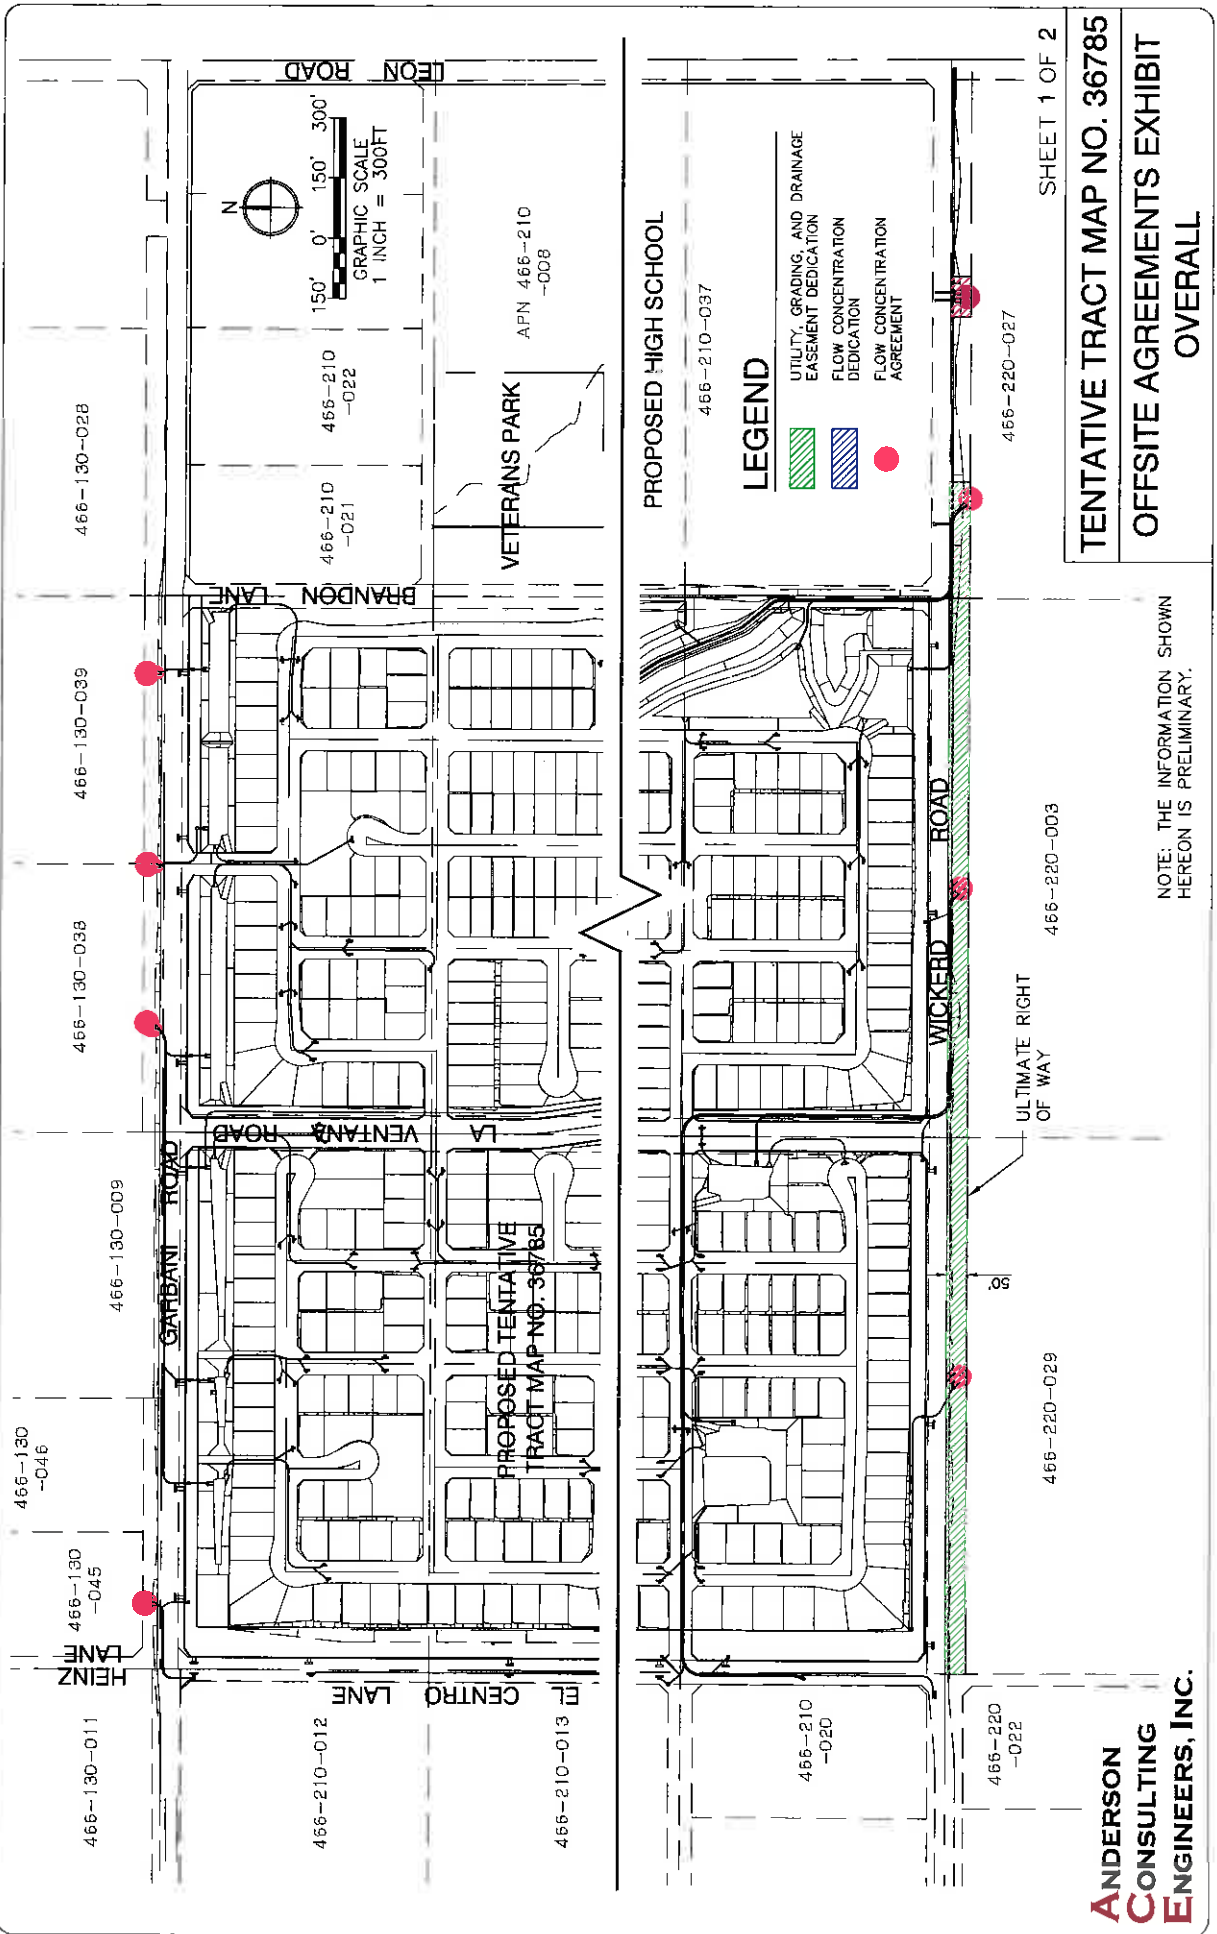 LEON ROAD
N
150' 0' 150' 300'
GRAPHIC SCALE
1 INCH = 300FT
466-130-028
466-210
-022
466-210
-021
APN 466-210
-008
VETERANS PARK
BRANDON LANE
466-130-039
466-130-038
466-130-009
466-130
-046
466-130
-045
HEINZ
LANE
466-130-011
GARBANI ROAD
LA VENTANA ROAD
PROPOSED TENTATIVE
TRACT MAP NO. 36785
EL CENTRO LANE
466-210-012
466-210-013
PROPOSED HIGH SCHOOL
466-210-037
LEGEND
UTILITY, GRADING, AND DRAINAGE
EASEMENT DEDICATION
FLOW CONCENTRATION
DEDICATION
FLOW CONCENTRATION
AGREEMENT
WICKERD ROAD
466-220-027
466-220-003
ULTIMATE RIGHT
OF WAY
50'
466-220-029
466-210
-020
466-220
-022
NOTE: THE INFORMATION SHOWN
HEREON IS PRELIMINARY.
SHEET 1 OF 2
TENTATIVE TRACT MAP NO. 36785
OFFSITE AGREEMENTS EXHIBIT
OVERALL
ANDERSON
CONSULTING
ENGINEERS, INC.